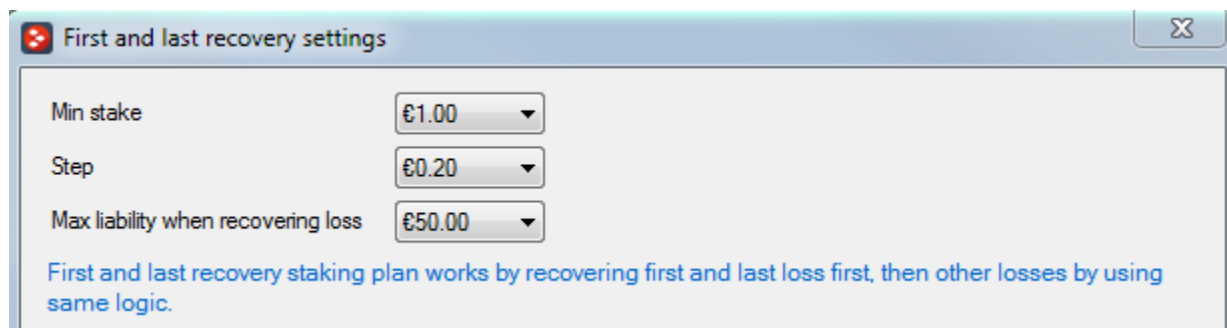 First and last recovery settings
Min stake
€1.00
Step
€0.20
Max liability when recovering loss
€50.00
First and last recovery staking plan works by recovering first and last loss first, then other losses by using
same logic.